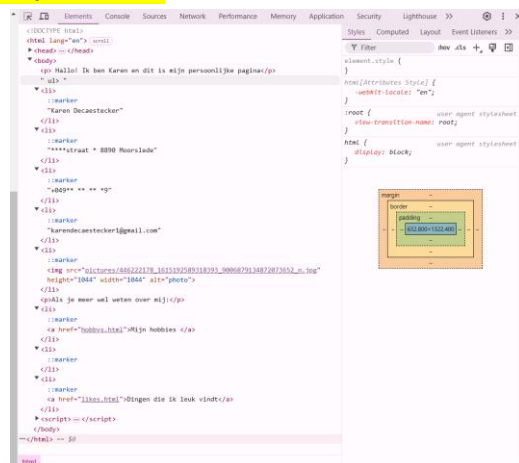 Elements Console Sources Network Performance Memory Application Security Lighthouse
<!DOCTYPE html>
<html lang="en"> scroll
<head> </head>
<body>
<p> Hallo! Ik ben Karen en dit is mijn persoonlijke pagina</p>
" ul> "
<li>
::marker
"Karen Decaestecker"
</li>
<li>
::marker
"****straat * 8890 Moorslede"
</li>
<li>
::marker
"+049** ** ** *9"
</li>
<li>
::marker
"karendecaestecker1@gmail.com"
</li>
<li>
::marker
<img src="
height="1044" width="1044" alt="photo">
</li>
<p>Als je meer wel weten over mij:</p>
<li>
::marker
<a href="hobbys.html">Mijn hobbies </a>
</li>
<li>
::marker
</li>
<li>
::marker
<a href="likes.html">Dingen die ik leuk vindt</a>
</li>
<script> </script>
</body>
</html> == $0
html
Styles Computed Layout Event Listeners
Filter :hov .cls +
element.style {
}
html[Attributes Style] {
-webkit-locale: "en";
}
:root { user agent stylesheet
view-transition-name: root;
}
html { user agent stylesheet
display: block;
}
margin -
border -
padding -
- - - - - -
-
-
-